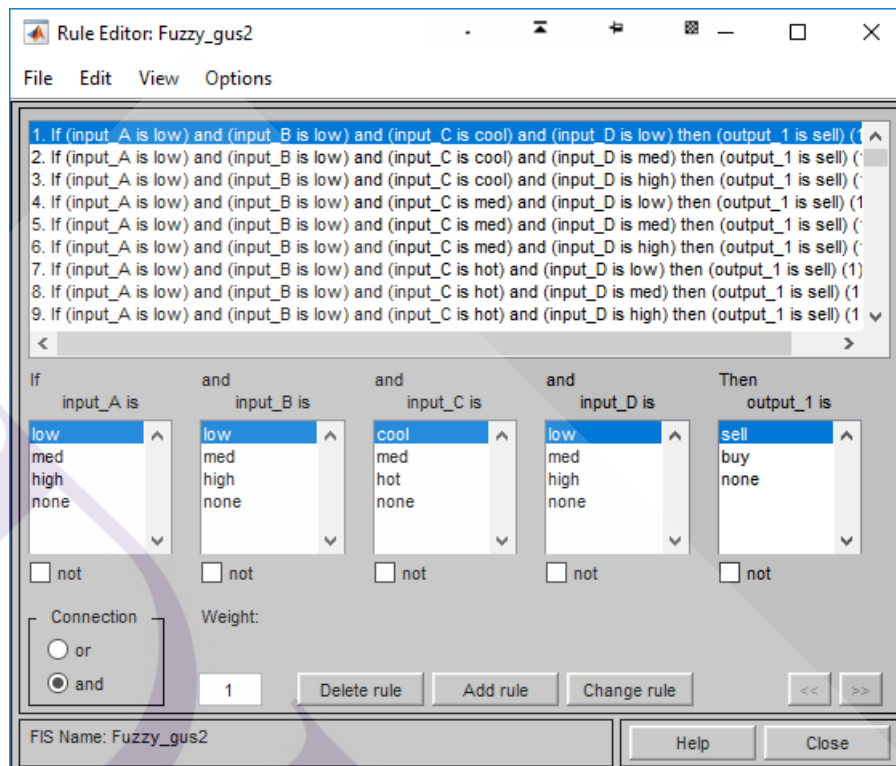 Rule Editor: Fuzzy_gus2
File Edit View Options
1. If (input_A is low) and (input_B is low) and (input_C is cool) and (input_D is low) then (output_1 is sell) (1
2. If (input_A is low) and (input_B is low) and (input_C is cool) and (input_D is med) then (output_1 is sell) (
3. If (input_A is low) and (input_B is low) and (input_C is cool) and (input_D is high) then (output_1 is sell) (
4. If (input_A is low) and (input_B is low) and (input_C is med) and (input_D is low) then (output_1 is sell) (1
5. If (input_A is low) and (input_B is low) and (input_C is med) and (input_D is med) then (output_1 is sell) (
6. If (input_A is low) and (input_B is low) and (input_C is med) and (input_D is high) then (output_1 is sell) (
7. If (input_A is low) and (input_B is low) and (input_C is hot) and (input_D is low) then (output_1 is sell) (1)
8. If (input_A is low) and (input_B is low) and (input_C is hot) and (input_D is med) then (output_1 is sell) (1
9. If (input_A is low) and (input_B is low) and (input_C is hot) and (input_D is high) then (output_1 is sell) (1
If and and and Then
input_A is input_B is input_C is input_D is output_1 is
low low cool low sell
med med med med buy
high high hot high none
none none none none
not not not not not
Connection Weight:
or
and 1 Delete rule Add rule Change rule << >>
FIS Name: Fuzzy_gus2 Help Close